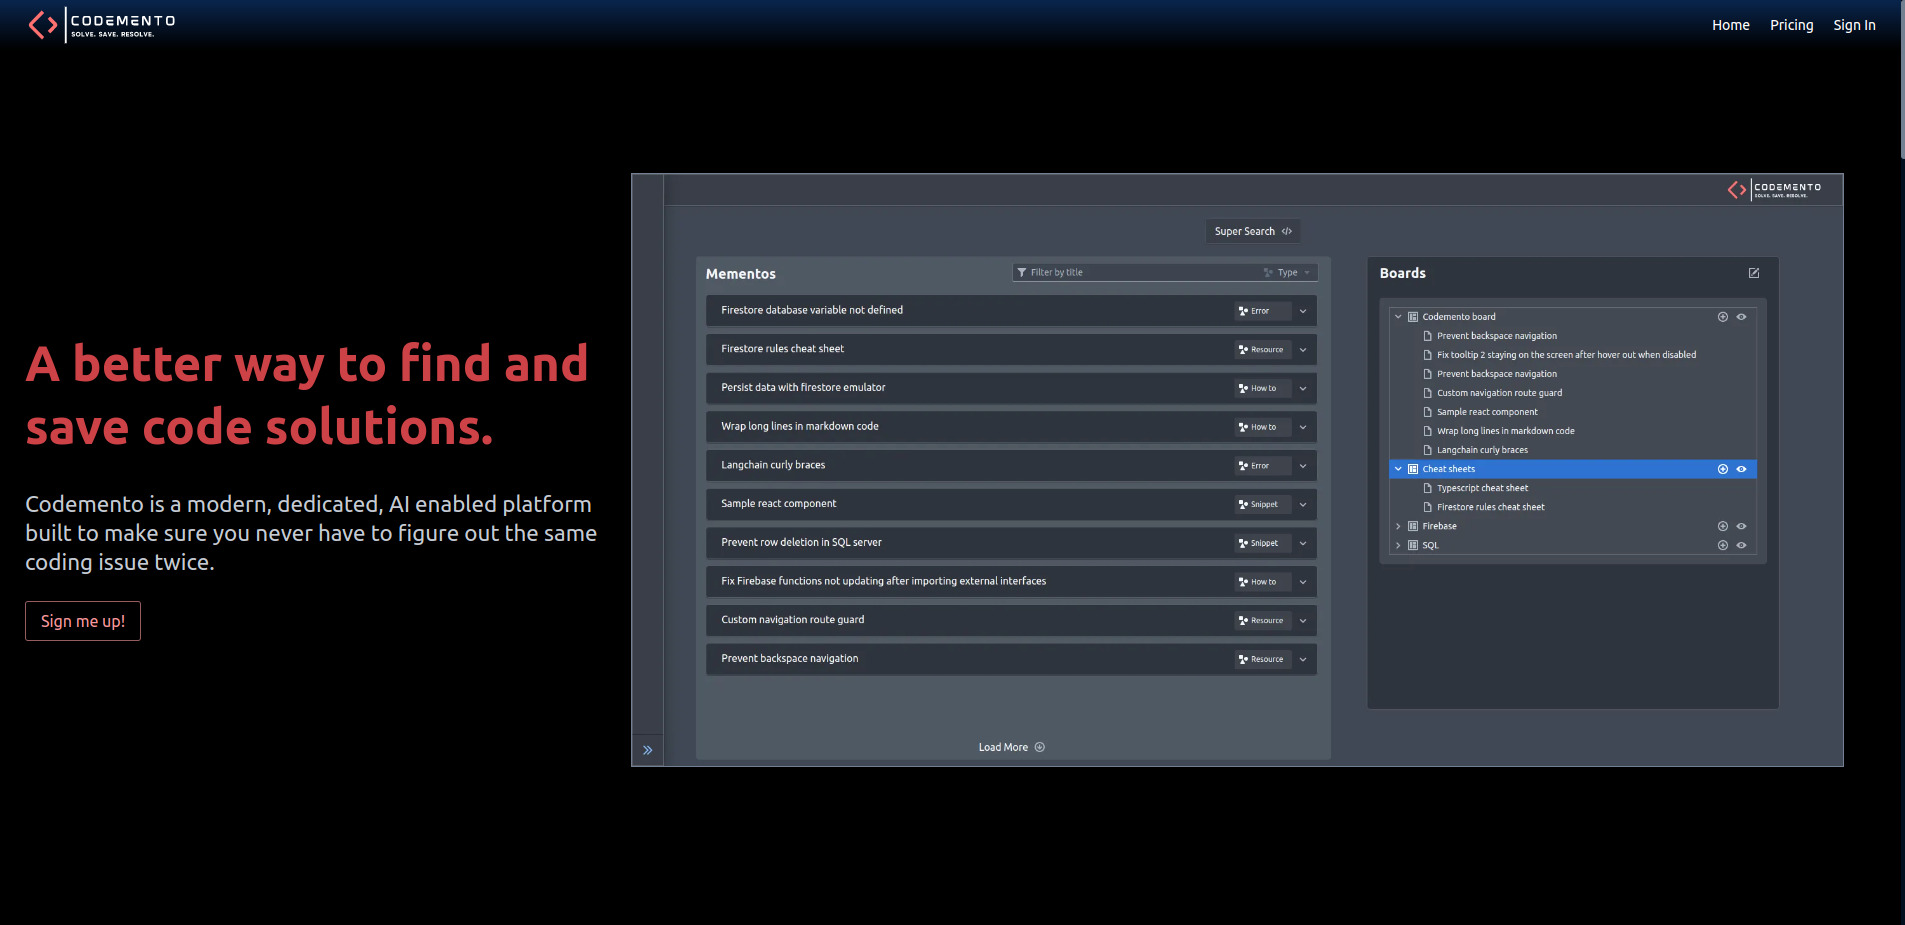 CODEMENTO
SOLVE. SAVE. RESOLVE.
Home Pricing Sign In
A better way to find and
save code solutions.
Codemento is a modern, dedicated, AI enabled platform
built to make sure you never have to figure out the same
coding issue twice.
Sign me up!
CODEMENTO
SOLVE. SAVE. RESOLVE.
Super Search </>
Mementos
Filter by title Type
Firestore database variable not defined Error
Firestore rules cheat sheet Resource
Persist data with firestore emulator How to
Wrap long lines in markdown code How to
Langchain curly braces Error
Sample react component Snippet
Prevent row deletion in SQL server Snippet
Fix Firebase functions not updating after importing external interfaces How to
Custom navigation route guard Resource
Prevent backspace navigation Resource
Load More
Boards
Codemento board
Prevent backspace navigation
Fix tooltip 2 staying on the screen after hover out when disabled
Prevent backspace navigation
Custom navigation route guard
Sample react component
Wrap long lines in markdown code
Langchain curly braces
Cheat sheets
Typescript cheat sheet
Firestore rules cheat sheet
Firebase
SQL